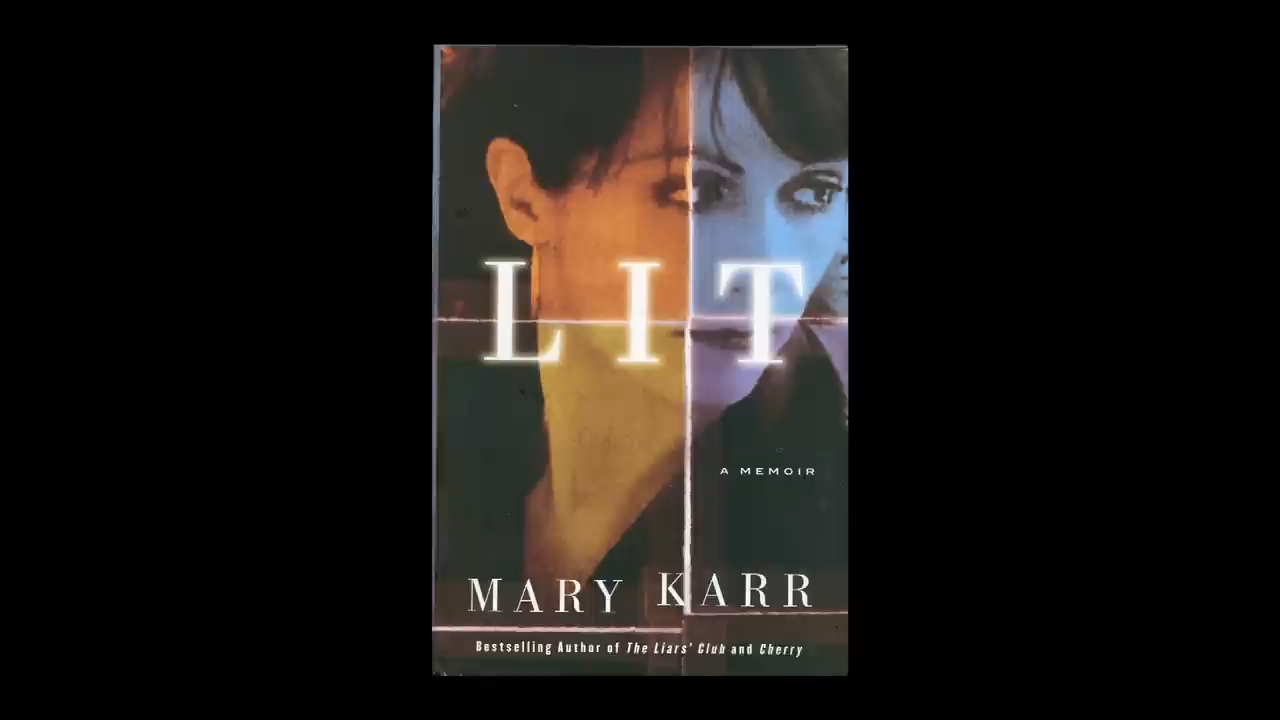 LIT
A MEMOIR
MARY KARR
Bestselling Author of The Liars' Club and Cherry